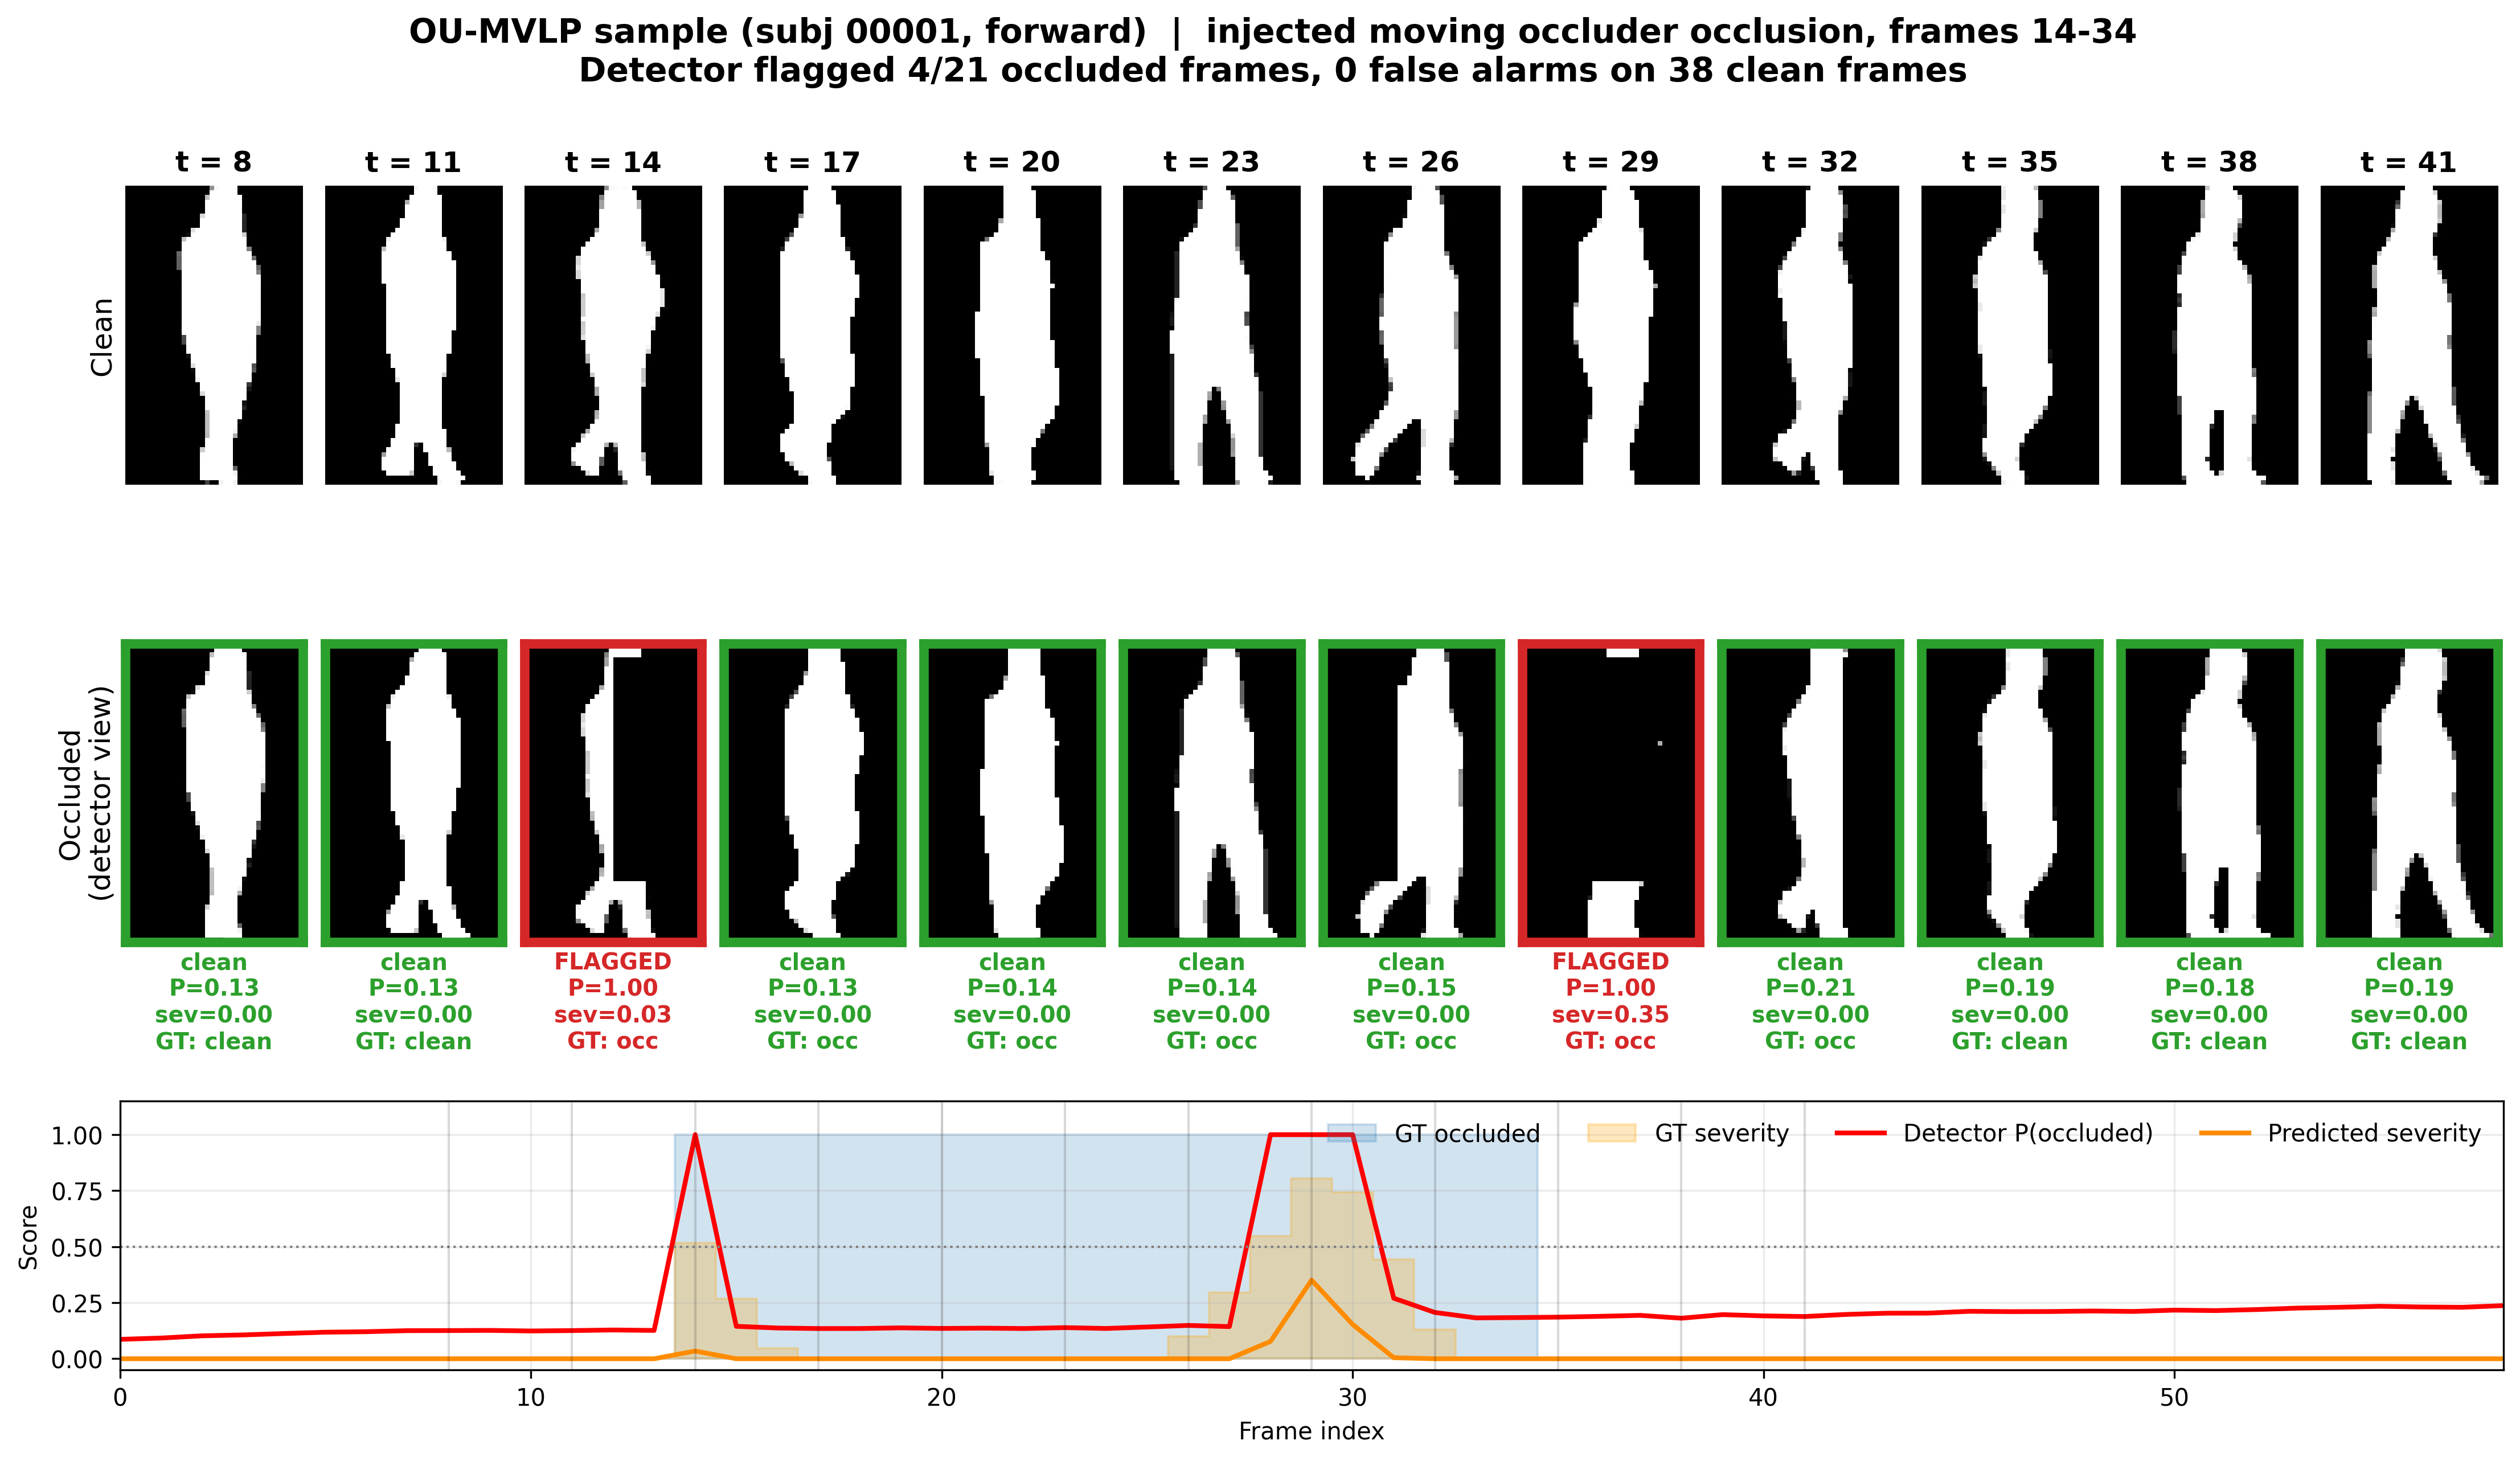 OU-MVLP sample (subj 00001, forward) | injected moving occluder occlusion, frames 14-34
Detector flagged 4/21 occluded frames, 0 false alarms on 38 clean frames
t = 8 t = 11 t = 14 t = 17 t = 20 t = 23 t = 26 t = 29 t = 32 t = 35 t = 38 t = 41
Clean
Occluded
(detector view)
clean clean FLAGGED clean clean clean clean FLAGGED clean clean clean clean
P=0.13 P=0.13 P=1.00 P=0.13 P=0.14 P=0.14 P=0.15 P=1.00 P=0.21 P=0.19 P=0.18 P=0.19
sev=0.00 sev=0.00 sev=0.03 sev=0.00 sev=0.00 sev=0.00 sev=0.00 sev=0.35 sev=0.00 sev=0.00 sev=0.00 sev=0.00
GT: clean GT: clean GT: occ GT: occ GT: occ GT: occ GT: occ GT: occ GT: occ GT: clean GT: clean GT: clean
GT occluded GT severity Detector P(occluded) Predicted severity
Score
1.00
0.75
0.50
0.25
0.00
0 10 20 30 40 50
Frame index